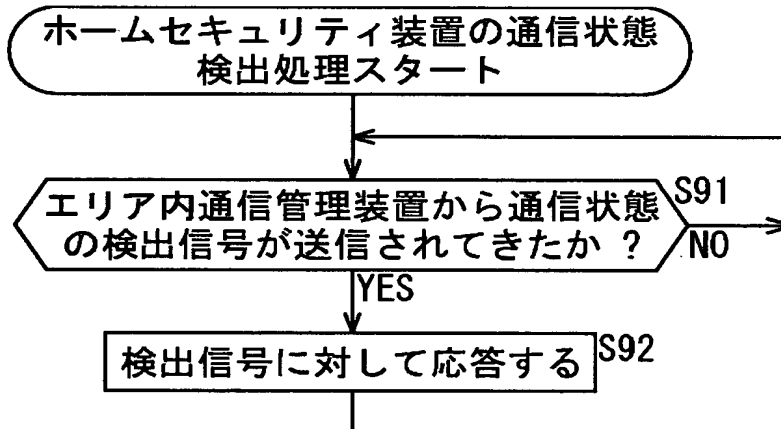 ホームセキュリティ装置の通信状態
検出処理スタート
エリア内通信管理装置から通信状態
の検出信号が送信されてきたか？
S91
NO
YES
検出信号に対して応答する
S92